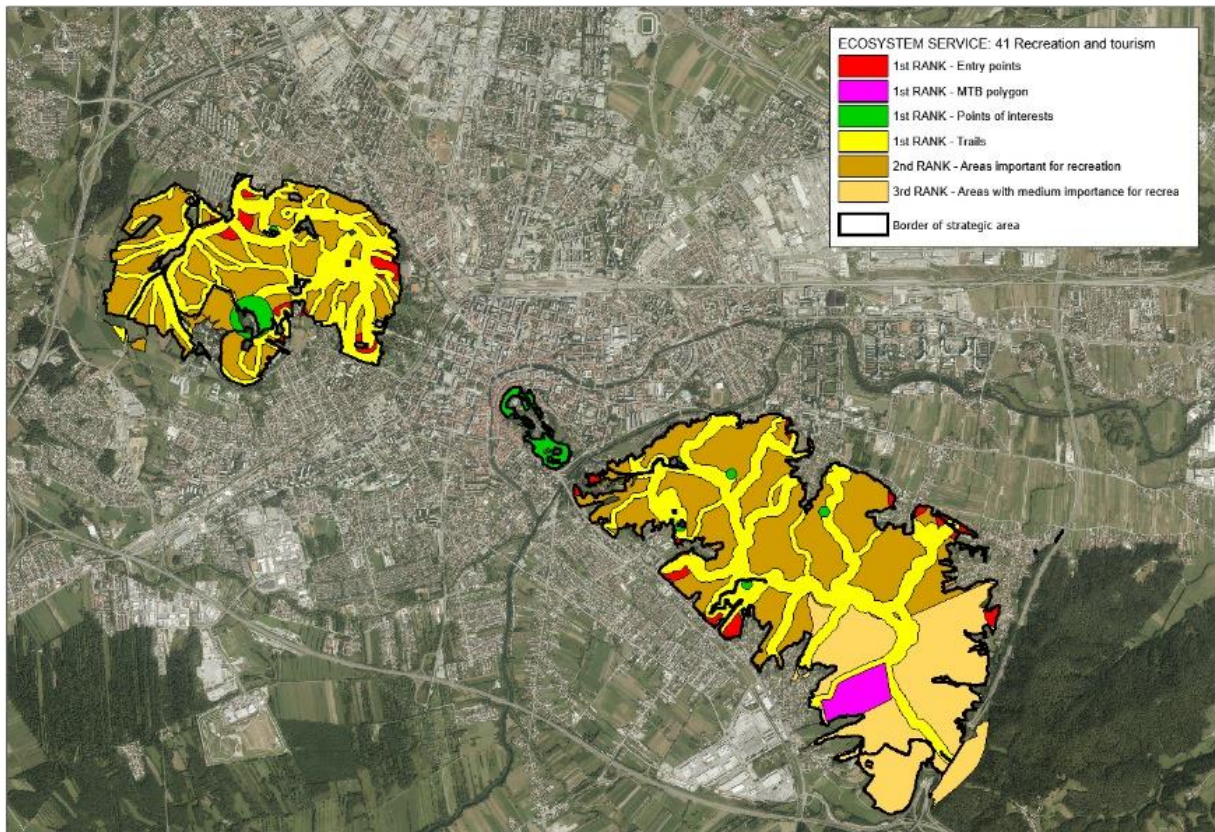 ECOSYSTEM SERVICE: 41 Recreation and tourism
1st RANK - Entry points
1st RANK - MTB polygon
1st RANK - Points of interests
1st RANK - Trails
2nd RANK - Areas important for recreation
3rd RANK - Areas with medium importance for recrea
Border of strategic area